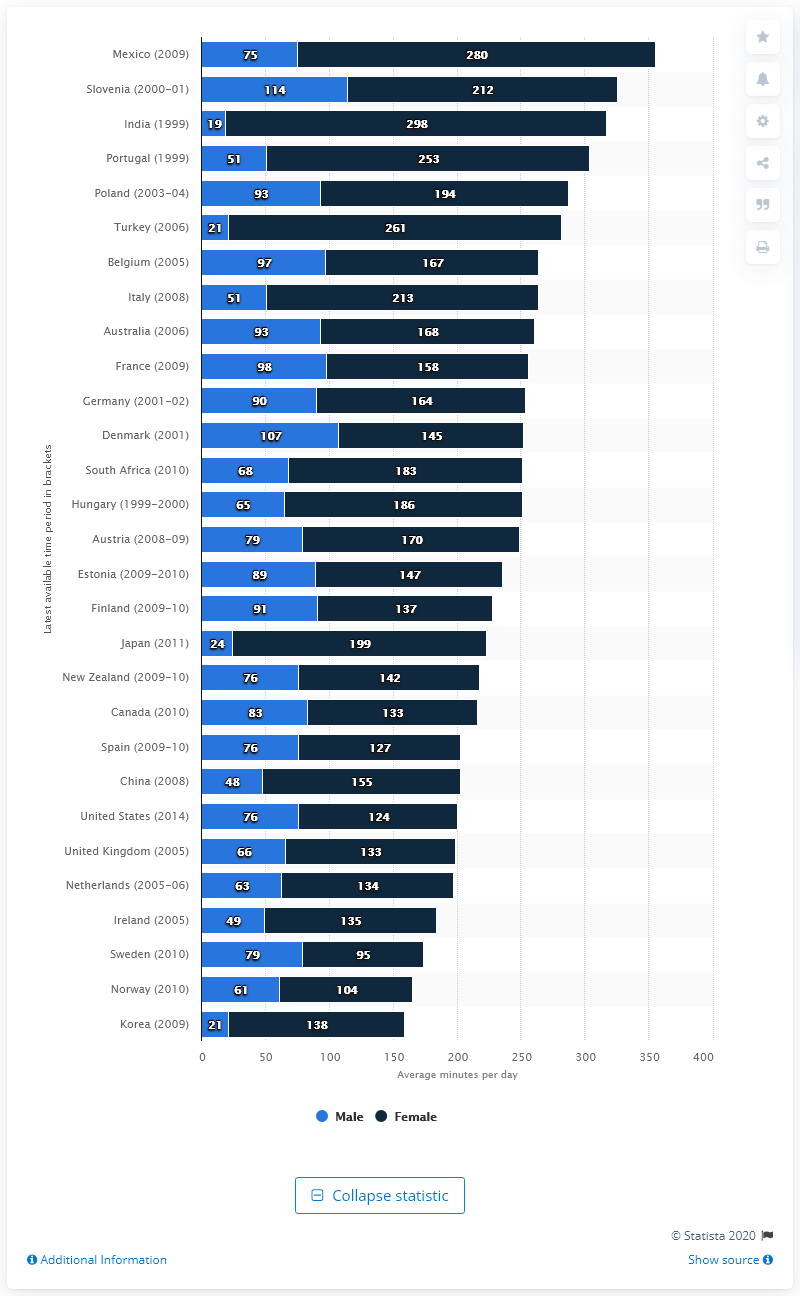 Mexico (2009) 75 280
Slovenia (2000-01) 114 212
India (1999) 19 298
Portugal (1999) 51 253
Poland (2003-04) 93 194
Turkey (2006) 21 261
Belgium (2005) 97 167
Italy (2008) 51 213
Australia (2006) 93 168
France (2009) 98 158
Germany (2001-02) 90 164
Denmark (2001) 107 145
South Africa (2010) 68 183
Hungary (1999-2000) 65 186
Austria (2008-09) 79 170
Estonia (2009-2010) 89 147
Finland (2009-10) 91 137
Japan (2011) 24 199
New Zealand (2009-10) 76 142
Canada (2010) 83 133
Spain (2009-10) 76 127
China (2008) 48 155
United States (2014) 76 124
United Kingdom (2005) 66 133
Netherlands (2005-06) 63 134
Ireland (2005) 49 135
Sweden (2010) 79 95
Norway (2010) 61 104
Korea (2009) 21 138
Latest available time period in brackets
0 50 100 150 200 250 300 350 400
Average minutes per day
Male Female
Collapse statistic
© Statista 2020
Additional Information Show source